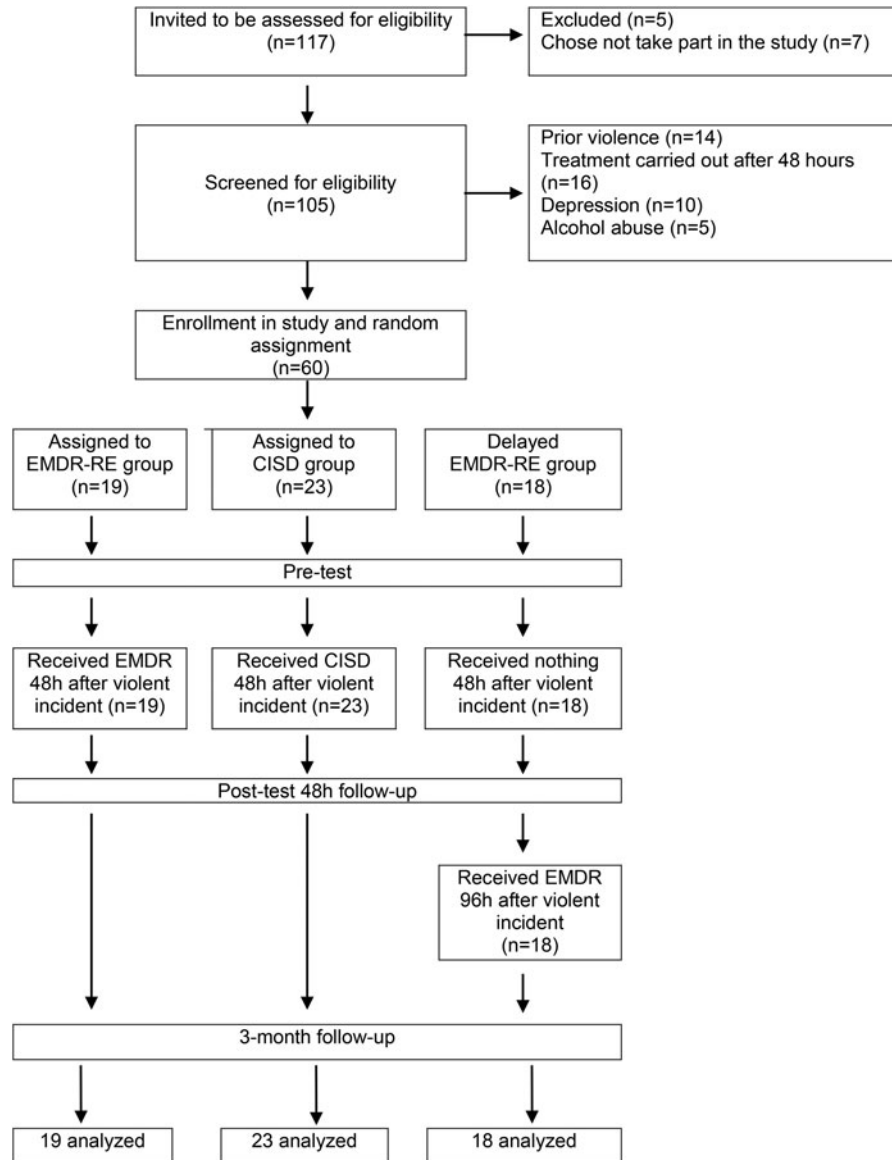 Invited to be assessed for eligibility
(n=117)
Excluded (n=5)
Chose not take part in the study (n=7)
Screened for eligibility
(n=105)
Prior violence (n=14)
Treatment carried out after 48 hours
(n=16)
Depression (n=10)
Alcohol abuse (n=5)
Enrollment in study and random
assignment
(n=60)
Assigned to
EMDR-RE group
(n=19)
Assigned to
CISD group
(n=23)
Delayed
EMDR-RE group
(n=18)
Pre-test
Received EMDR
48h after violent
incident (n=19)
Received CISD
48h after violent
incident (n=23)
Received nothing
48h after violent
incident (n=18)
Post-test 48h follow-up
Received EMDR
96h after violent
incident
(n=18)
3-month follow-up
19 analyzed
23 analyzed
18 analyzed